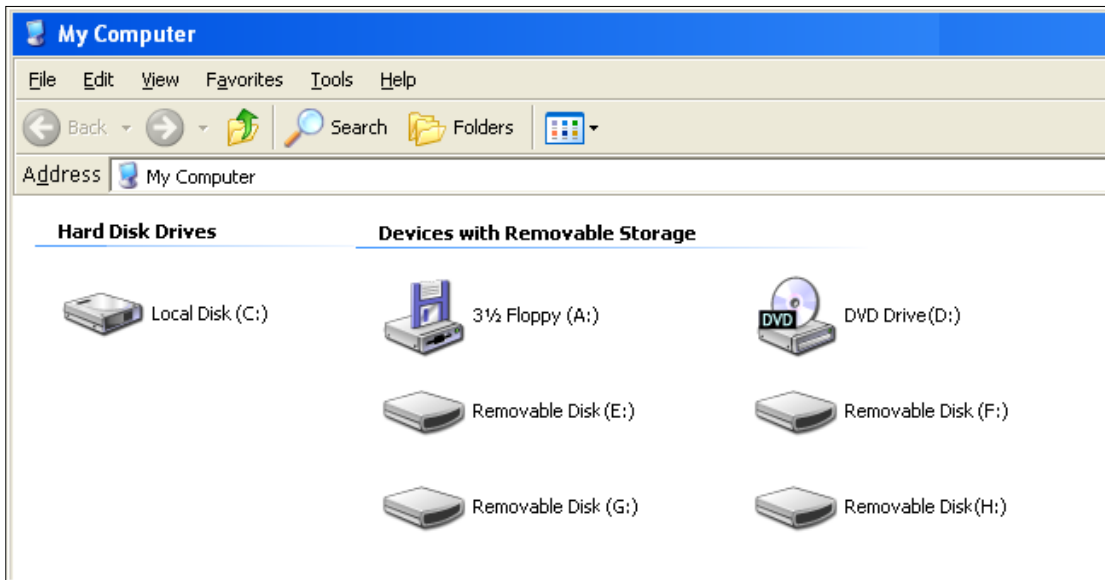 My Computer
File Edit View Favorites Tools Help
Back Search Folders
Address My Computer
Hard Disk Drives Devices with Removable Storage
Local Disk (C:) 3½ Floppy (A:) DVD DVD Drive(D:)
Removable Disk (E:) Removable Disk (F:)
Removable Disk (G:) Removable Disk(H:)